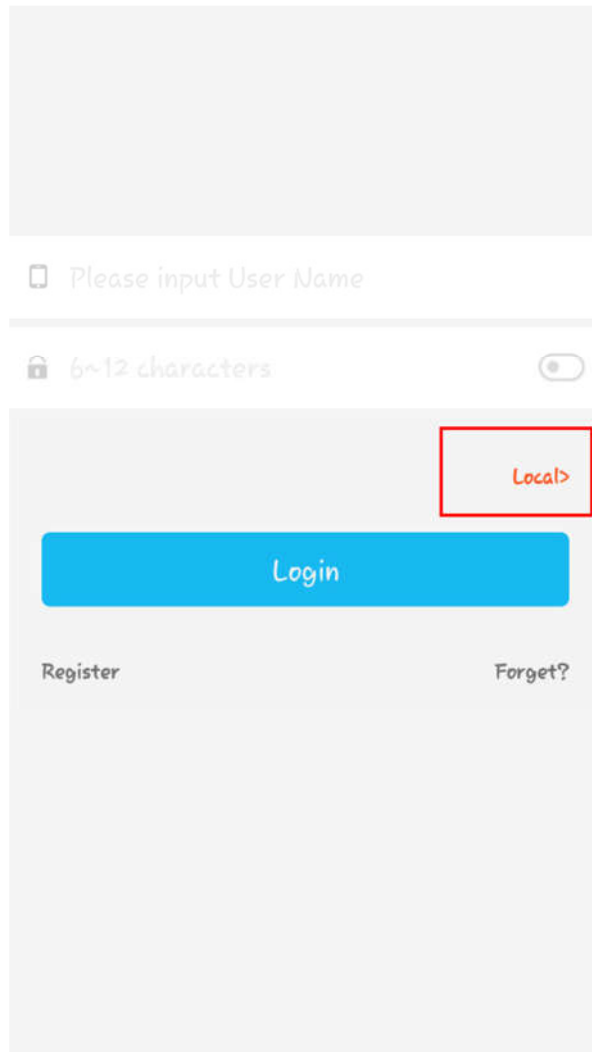 Please input User Name
6~12 characters
Local>
Login
Register
Forget?